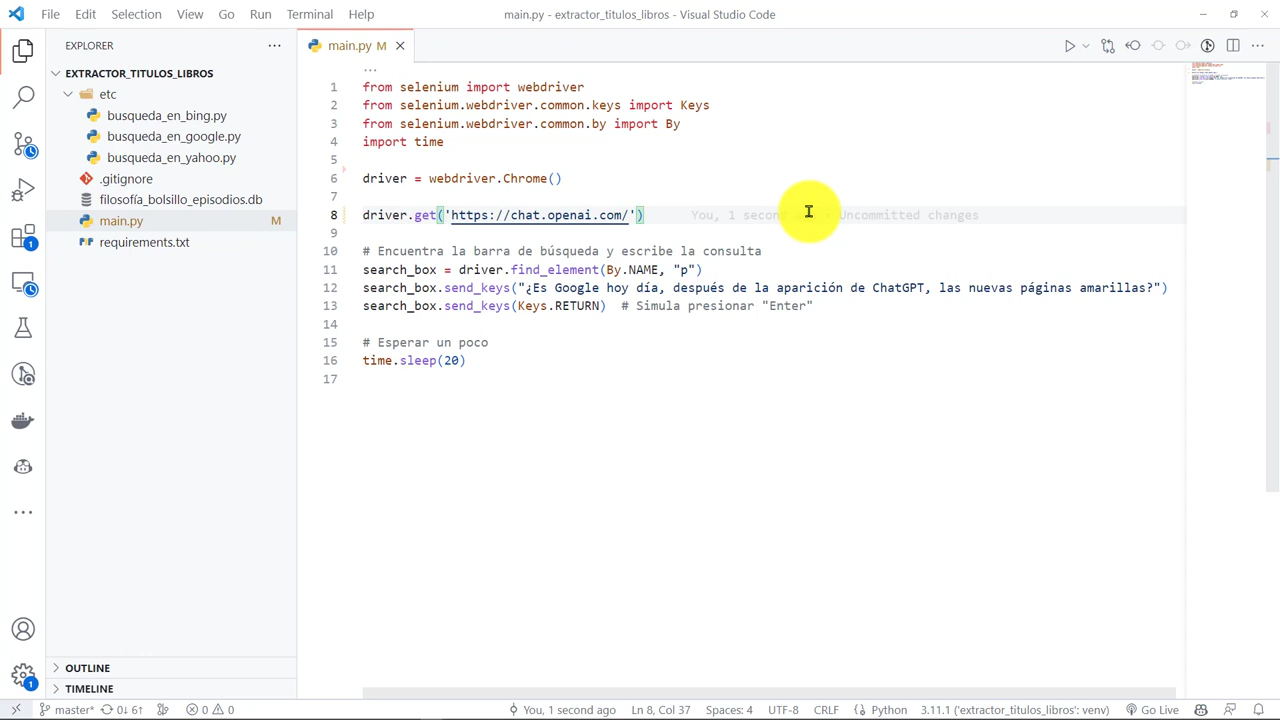 File Edit Selection View Go Run Terminal Help
main.py - extractor_titulos_libros - Visual Studio Code
EXPLORER
EXTRACTOR_TITULOS_LIBROS
etc
busqueda_en_bing.py
busqueda_en_google.py
busqueda_en_yahoo.py
.gitignore
filosofía_bolsillo_episodios.db
main.py M
requirements.txt
OUTLINE
TIMELINE
main.py M
1 from selenium import webdriver
2 from selenium.webdriver.common.keys import Keys
3 from selenium.webdriver.common.by import By
4 import time
5
6 driver = webdriver.Chrome()
7
8 driver.get('https://chat.openai.com/') You, 1 second Uncommitted changes
9
10 # Encuentra la barra de búsqueda y escribe la consulta
11 search_box = driver.find_element(By.NAME, "p")
12 search_box.send_keys("¿Es Google hoy día, después de la aparición de ChatGPT, las nuevas páginas amarillas?")
13 search_box.send_keys(Keys.RETURN) # Simula presionar "Enter"
14
15 # Esperar un poco
16 time.sleep(20)
17
1
1
master* 0↓ 6↑ 0 0 You, 1 second ago Ln 8, Col 37 Spaces: 4 UTF-8 CRLF Python 3.11.1 ('extractor_titulos_libros': venv) Go Live